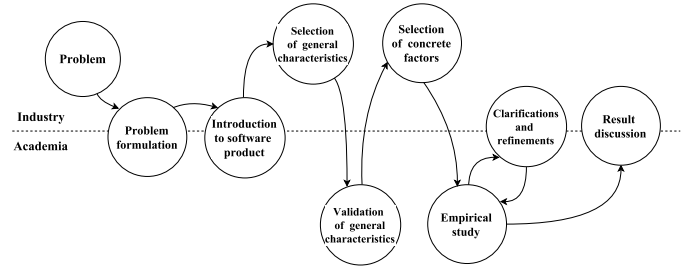 Problem
Industry
Academia
Problem
formulation
Introduction
to software
product
Selection
of general
characteristics
Validation
of general
characteristics
Selection
of concrete
factors
Empirical
study
Clarifications
and
refinements
Result
discussion